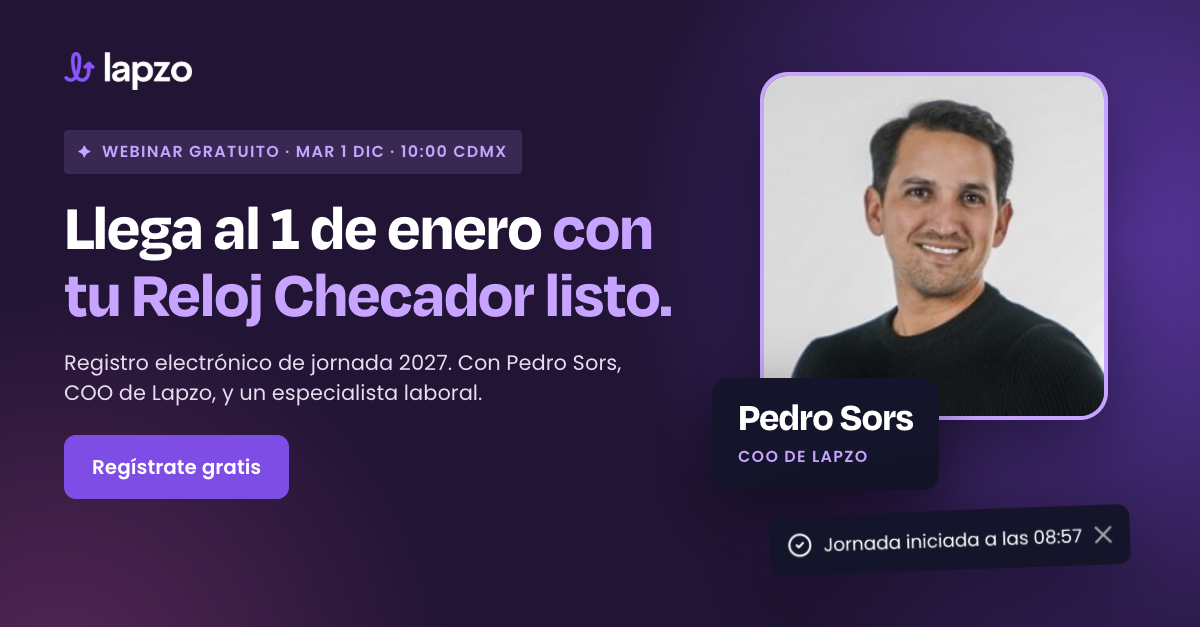 lapzo
✦ WEBINAR GRATUITO · MAR 1 DIC · 10:00 CDMX
Llega al 1 de enero con
tu Reloj Checador listo.
Registro electrónico de jornada 2027. Con Pedro Sors,
COO de Lapzo, y un especialista laboral.
Regístrate gratis
Pedro Sors
COO DE LAPZO
Jornada iniciada a las 08:57